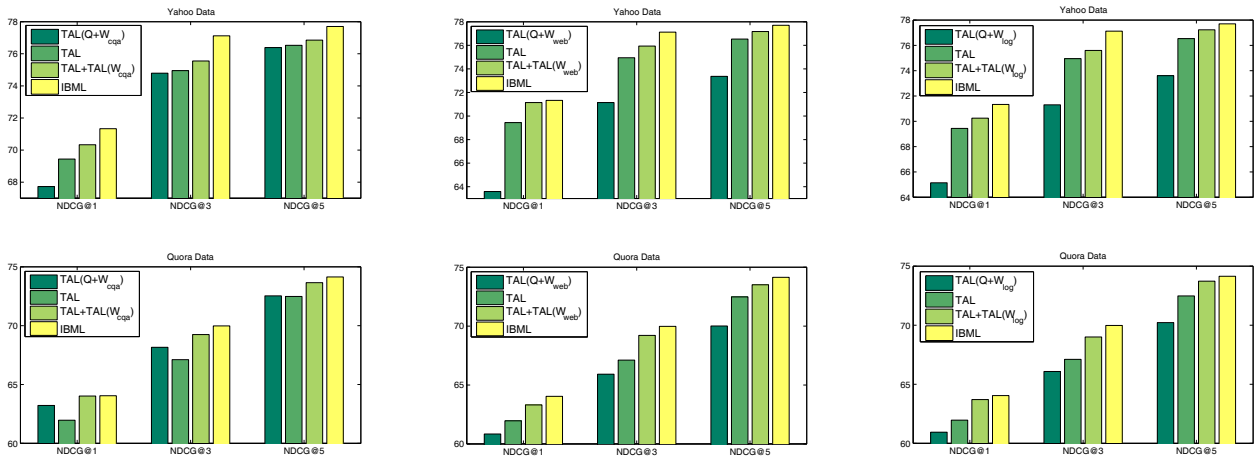 Yahoo Data
78
76
74
72
70
68
TAL(Q+W_cqa)
TAL
TAL+TAL(W_cqa)
IBML
NDCG@1 NDCG@3 NDCG@5
Yahoo Data
78
76
74
72
70
68
66
64
TAL(Q+W_web)
TAL
TAL+TAL(W_web)
IBML
NDCG@1 NDCG@3 NDCG@5
Yahoo Data
78
76
74
72
70
68
66
64
TAL(Q+W_log)
TAL
TAL+TAL(W_log)
IBML
NDCG@1 NDCG@3 NDCG@5
Quora Data
75
70
65
60
TAL(Q+W_cqa)
TAL
TAL+TAL(W_cqa)
IBML
NDCG@1 NDCG@3 NDCG@5
Quora Data
75
70
65
60
TAL(Q+W_web)
TAL
TAL+TAL(W_web)
IBML
NDCG@1 NDCG@3 NDCG@5
Quora Data
75
70
65
60
TAL(Q+W_log)
TAL
TAL+TAL(W_log)
IBML
NDCG@1 NDCG@3 NDCG@5